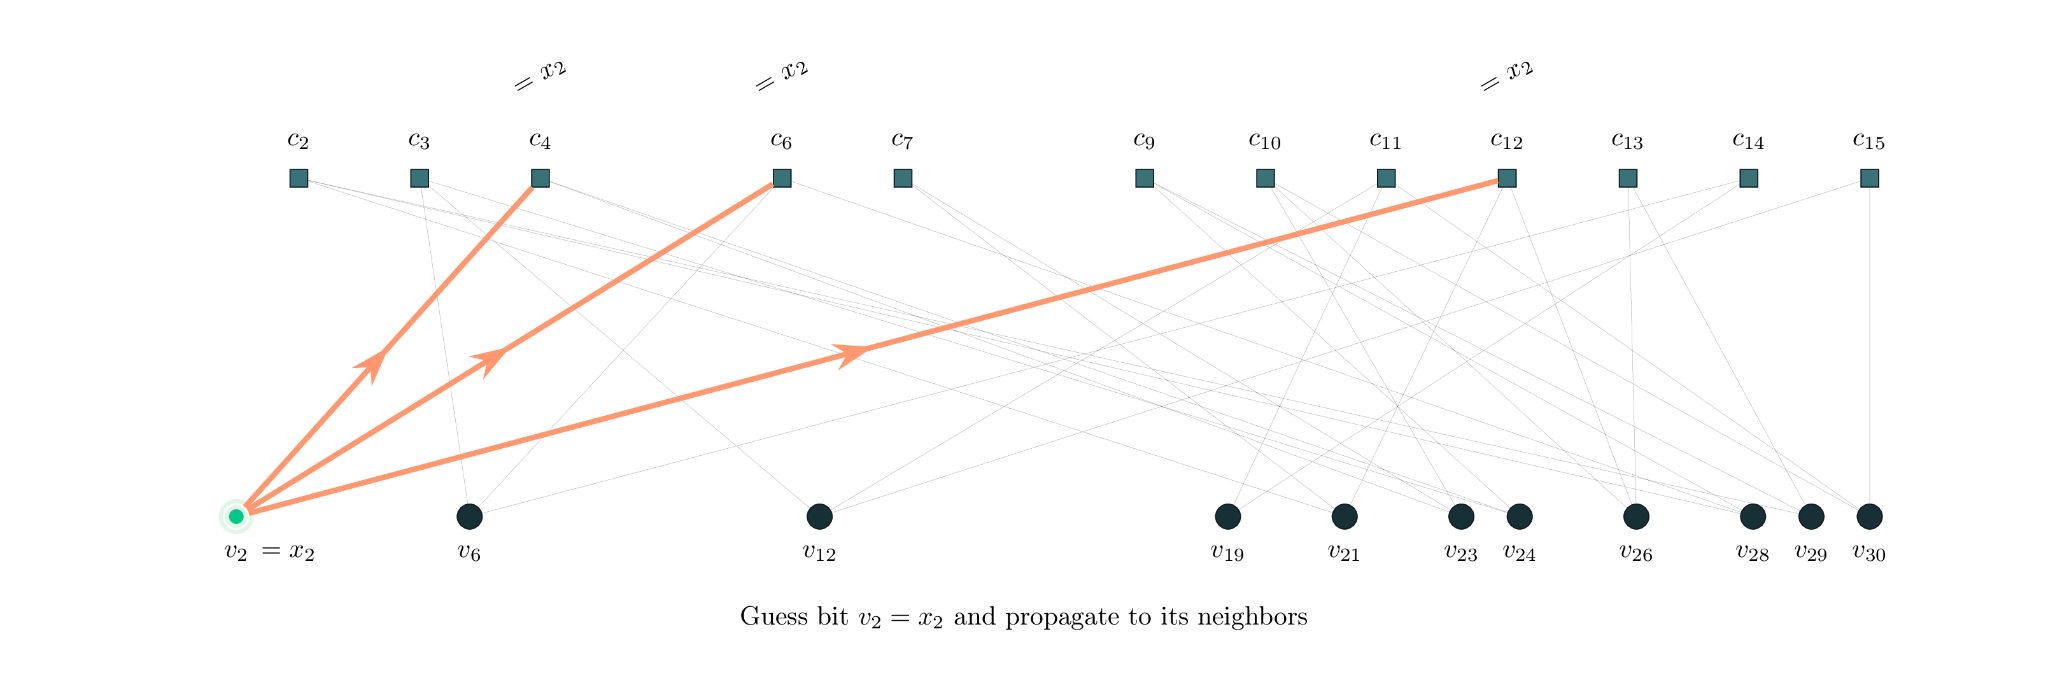 = x₂ = x₂ = x₂
c₂ c₃ c₄ c₆ c₇ c₉ c₁₀ c₁₁ c₁₂ c₁₃ c₁₄ c₁₅
v₂ = x₂ v₆ v₁₂ v₁₉ v₂₁ v₂₃ v₂₄ v₂₆ v₂₈ v₂₉ v₃₀
Guess bit v₂ = x₂ and propagate to its neighbors